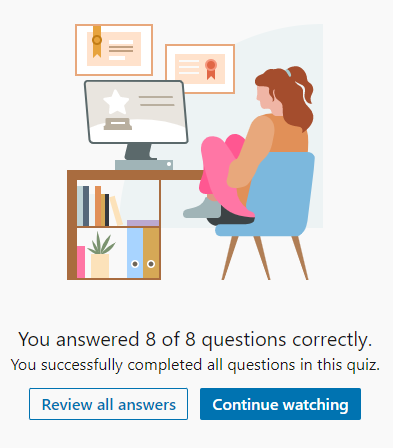 You answered 8 of 8 questions correctly.
You successfully completed all questions in this quiz.
Review all answers
Continue watching